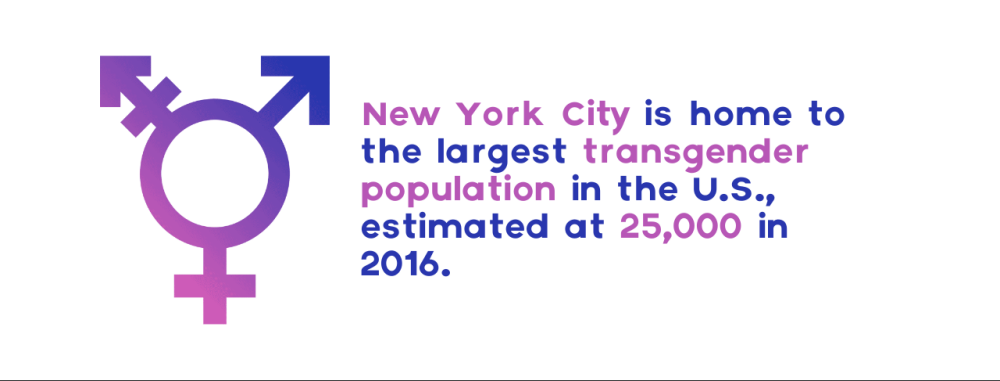 New York City is home to
the largest transgender
population in the U.S.,
estimated at 25,000 in
2016.